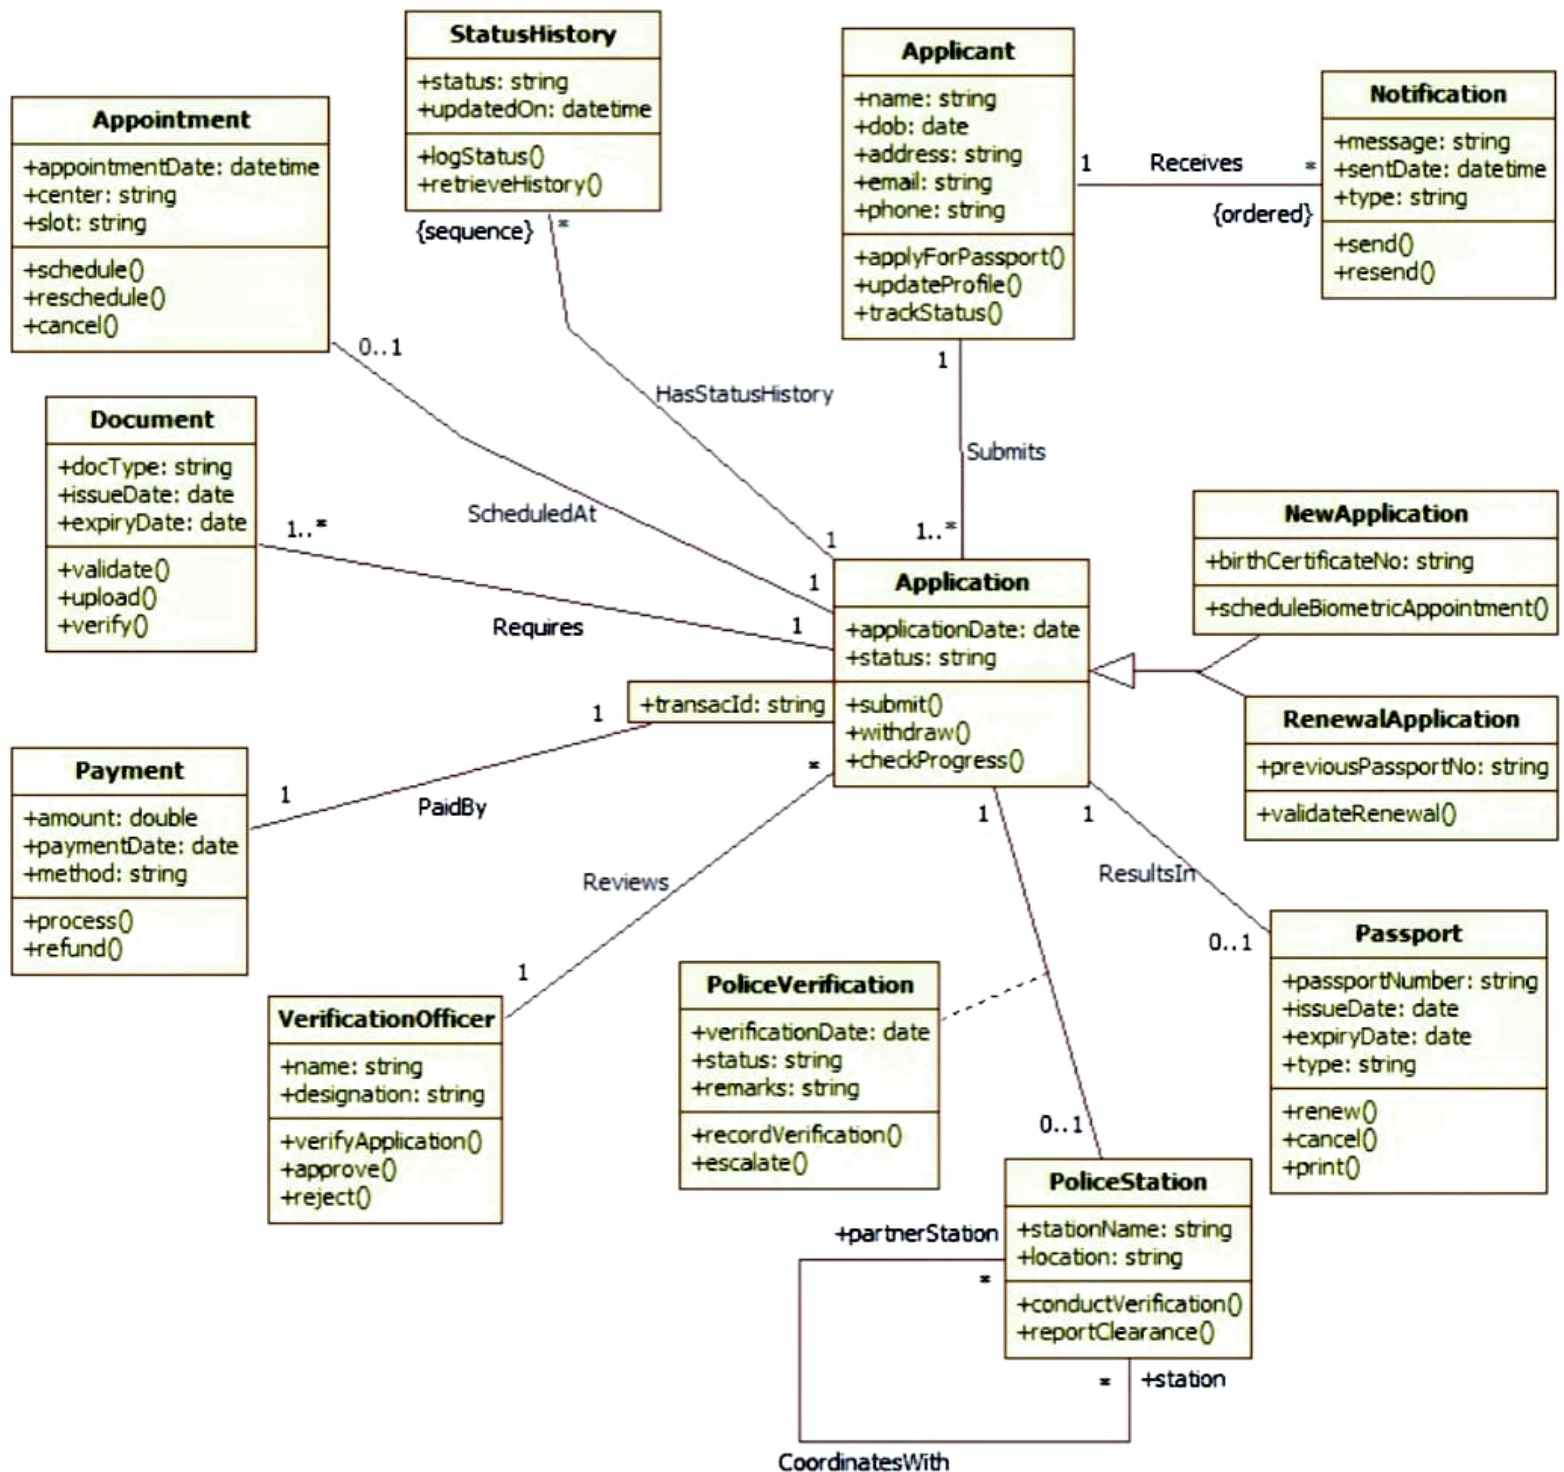 StatusHistory
+status: string
+updatedOn: datetime
+logStatus()
+retrieveHistory()
{sequence}
*
Applicant
+name: string
+dob: date
+address: string
+email: string
+phone: string
+applyForPassport()
+updateProfile()
+trackStatus()
1
Receives
*
{ordered}
Notification
+message: string
+sentDate: datetime
+type: string
+send()
+resend()
Appointment
+appointmentDate: datetime
+center: string
+slot: string
+schedule()
+reschedule()
+cancel()
0..1
HasStatusHistory
1
1
Submits
1..*
Document
+docType: string
+issueDate: date
+expiryDate: date
+validate()
+upload()
+verify()
1..*
ScheduledAt
1
Requires
1
Application
+applicationDate: date
+status: string
+submit()
+withdraw()
+checkProgress()
+transacId: string
1
NewApplication
+birthCertificateNo: string
+scheduleBiometricAppointment()
RenewalApplication
+previousPassportNo: string
+validateRenewal()
Payment
+amount: double
+paymentDate: date
+method: string
+process()
+refund()
1
PaidBy
*
Reviews
1
1
1
ResultsIn
0..1
VerificationOfficer
+name: string
+designation: string
+verifyApplication()
+approve()
+reject()
PoliceVerification
+verificationDate: date
+status: string
+remarks: string
+recordVerification()
+escalate()
Passport
+passportNumber: string
+issueDate: date
+expiryDate: date
+type: string
+renew()
+cancel()
+print()
0..1
PoliceStation
+stationName: string
+location: string
+conductVerification()
+reportClearance()
+partnerStation
*
* +station
CoordinatesWith